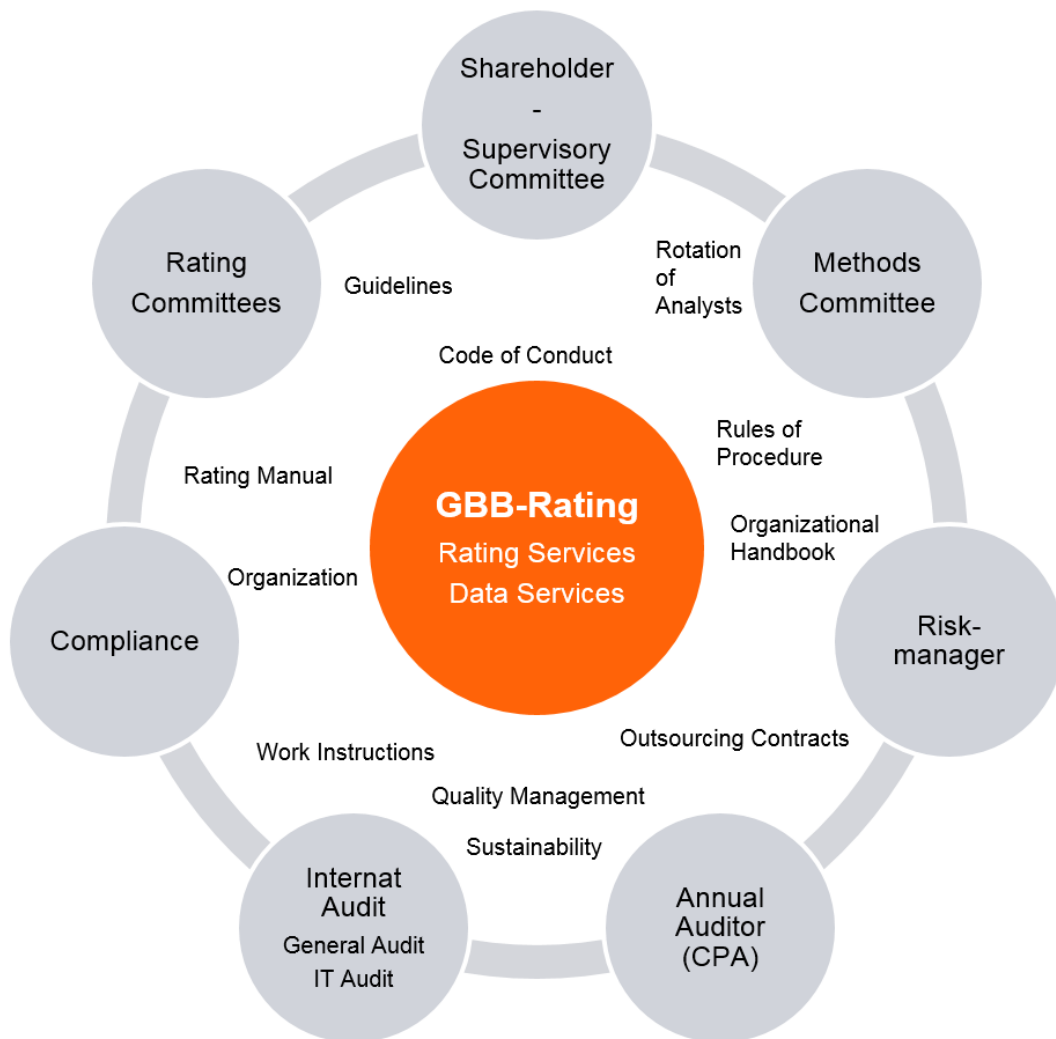 Shareholder
-
Supervisory
Committee
Rating
Committees
Methods
Committee
Guidelines
Rotation
of
Analysts
Code of Conduct
Rules of
Procedure
Rating Manual
GBB-Rating
Rating Services
Data Services
Organizational
Handbook
Organization
Compliance
Risk-
manager
Work Instructions
Outsourcing Contracts
Quality Management
Sustainability
Internat
Audit
General Audit
IT Audit
Annual
Auditor
(CPA)